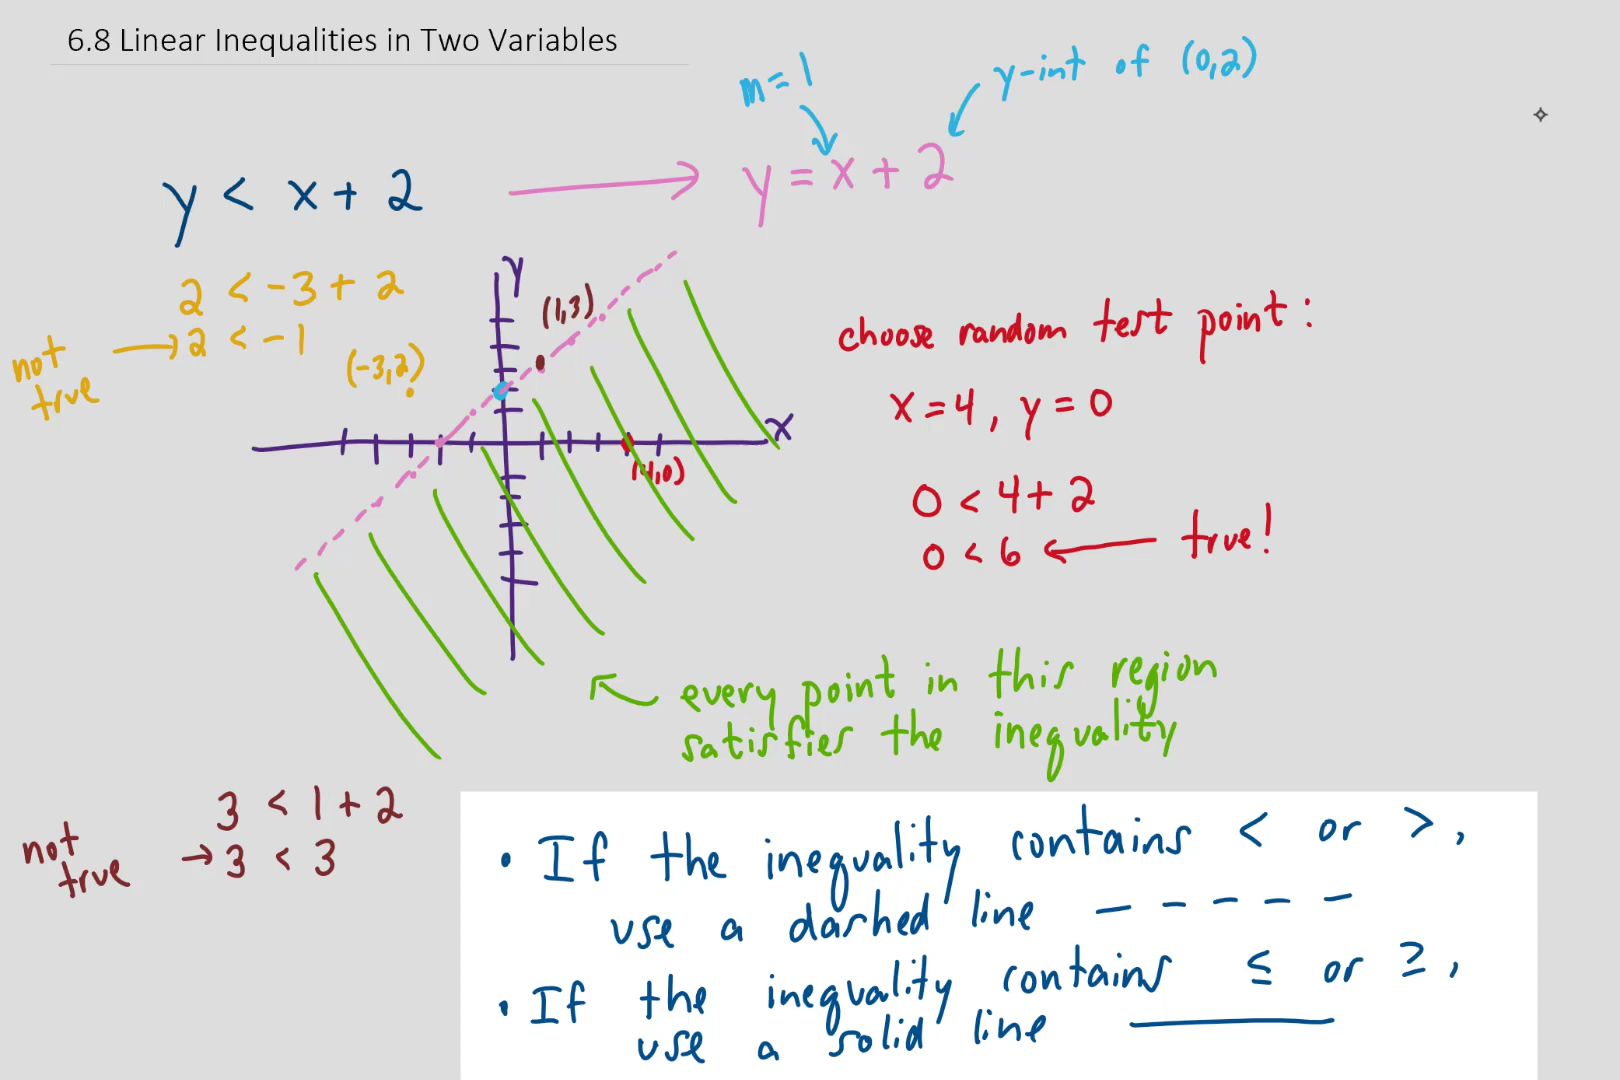 6.8 Linear Inequalities in Two Variables
m=1
y-int of (0,2)
y < x + 2
y = x + 2
2 < -3 + 2
2 < -1
not
true
(-3,2)
y
(1,3)
x
(4,0)
choose random test point:
x=4, y=0
0 < 4+2
0 < 6
true!
every point in this region
satisfies the inequality
3 < 1 + 2
3 < 3
not
true
• If the inequality contains < or >,
use a dashed line – – – – –
• If the inequality contains ≤ or ≥,
use a solid line